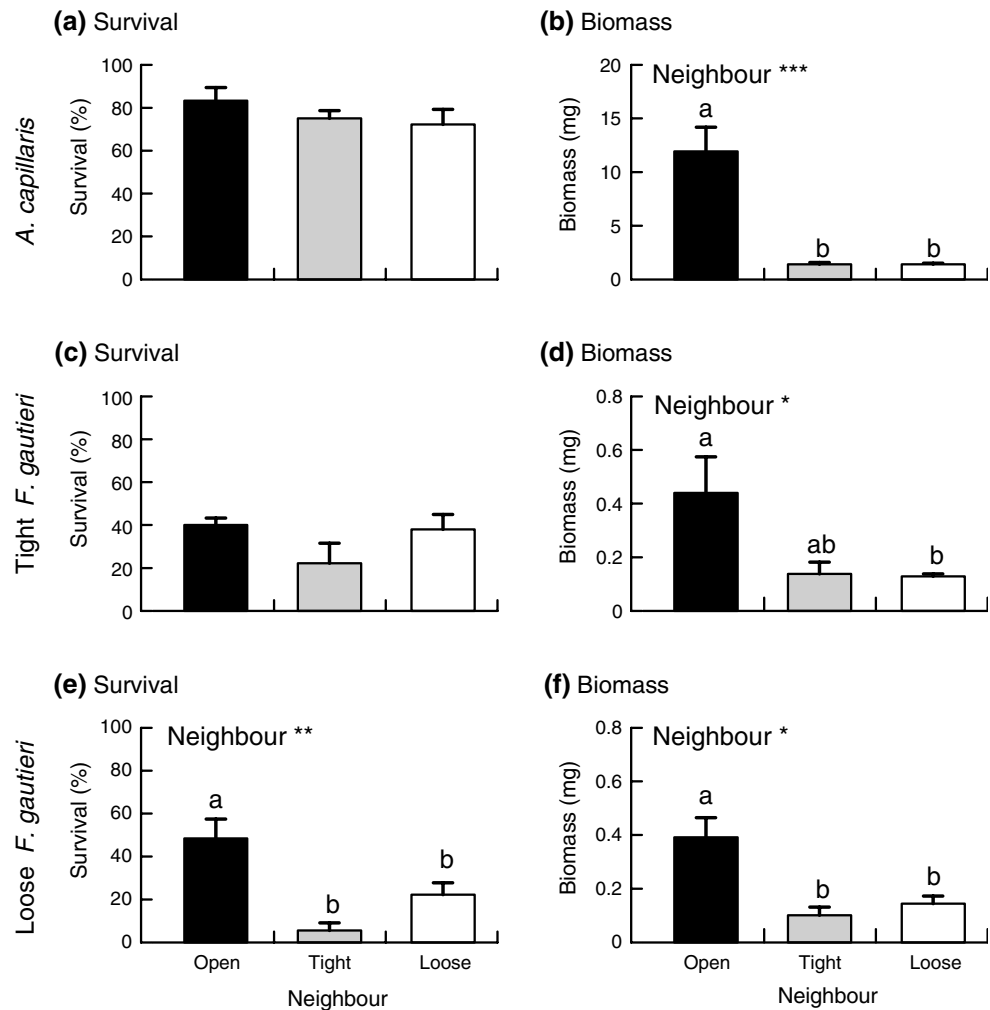 (a) Survival
(b) Biomass
A. capillaris
Survival (%)
100
80
60
40
20
0
Biomass (mg)
20
15
10
5
0
Neighbour ***
a
b
b
(c) Survival
(d) Biomass
Tight F. gautieri
Survival (%)
100
80
60
40
20
0
Biomass (mg)
0.8
0.6
0.4
0.2
0
Neighbour *
a
ab
b
(e) Survival
(f) Biomass
Loose F. gautieri
Survival (%)
100
80
60
40
20
0
Neighbour **
a
b
b
Open
Tight
Loose
Neighbour
Biomass (mg)
0.8
0.6
0.4
0.2
0
Neighbour *
a
b
b
Open
Tight
Loose
Neighbour